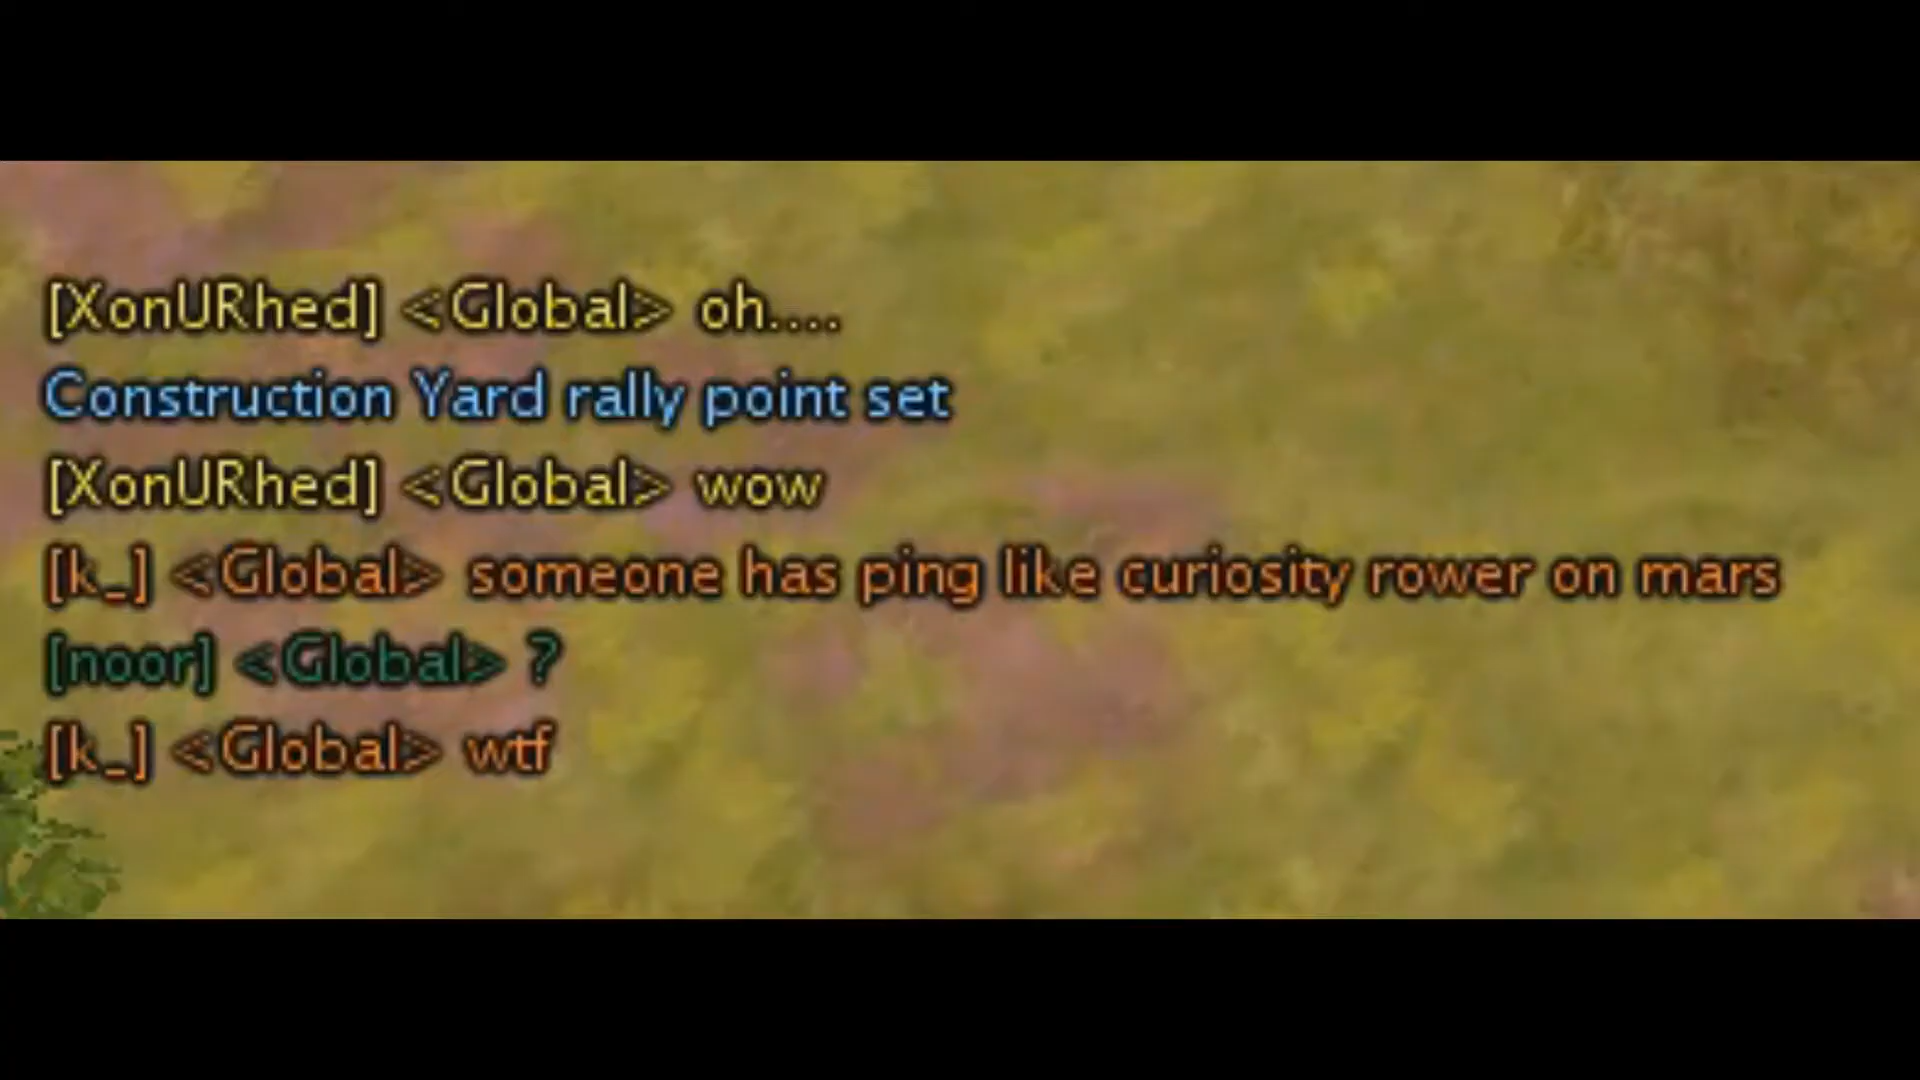 [XonURhed] <Global> oh....
Construction Yard rally point set
[XonURhed] <Global> wow
[k_] <Global> someone has ping like curiosity rower on mars
[noor] <Global> ?
[k_] <Global> wtf